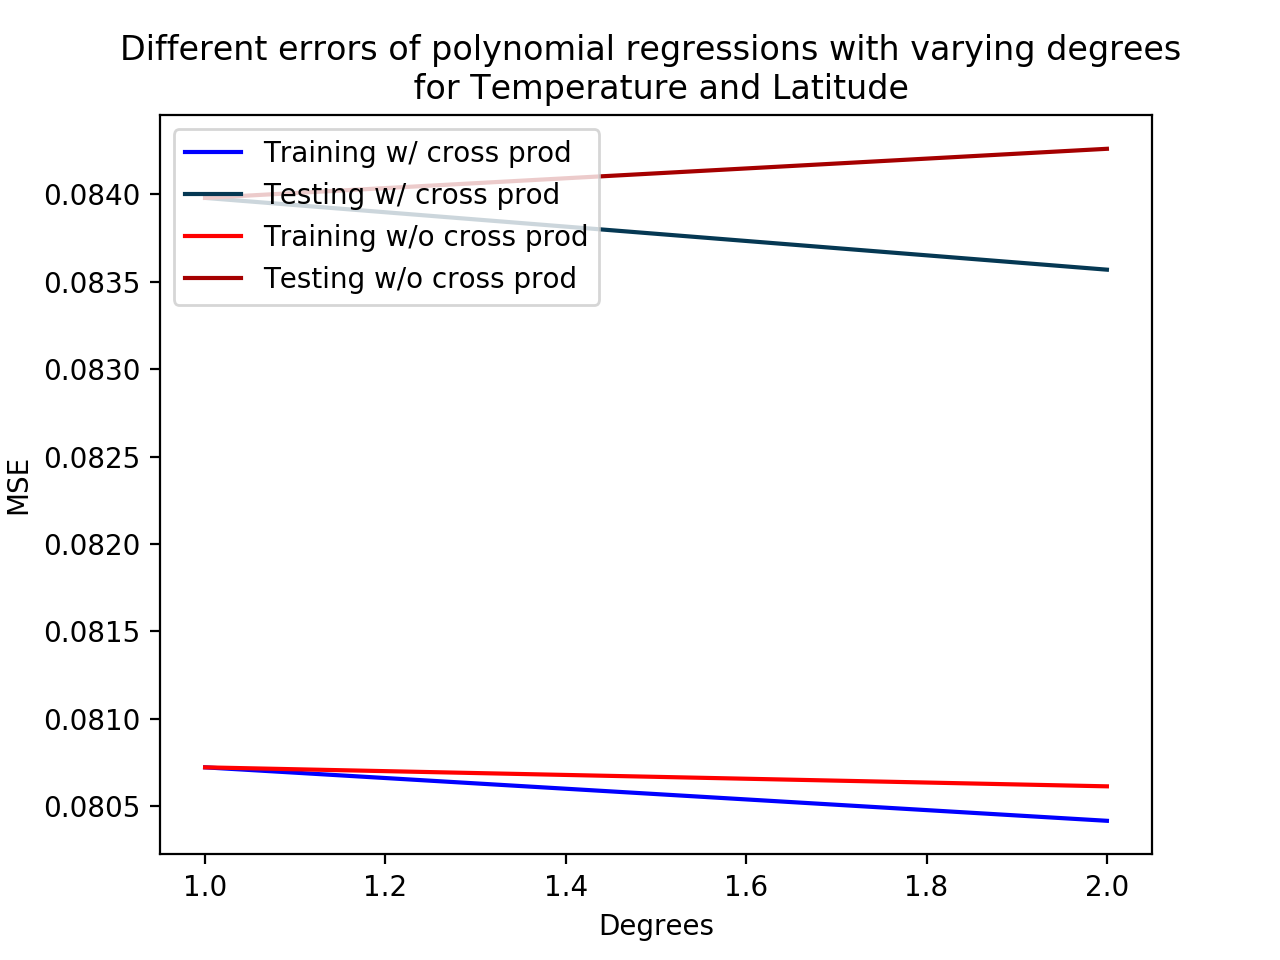 Different errors of polynomial regressions with varying degrees
for Temperature and Latitude
Training w/ cross prod
Testing w/ cross prod
Training w/o cross prod
Testing w/o cross prod
0.0840
0.0835
0.0830
0.0825
0.0820
0.0815
0.0810
0.0805
MSE
1.0 1.2 1.4 1.6 1.8 2.0
Degrees